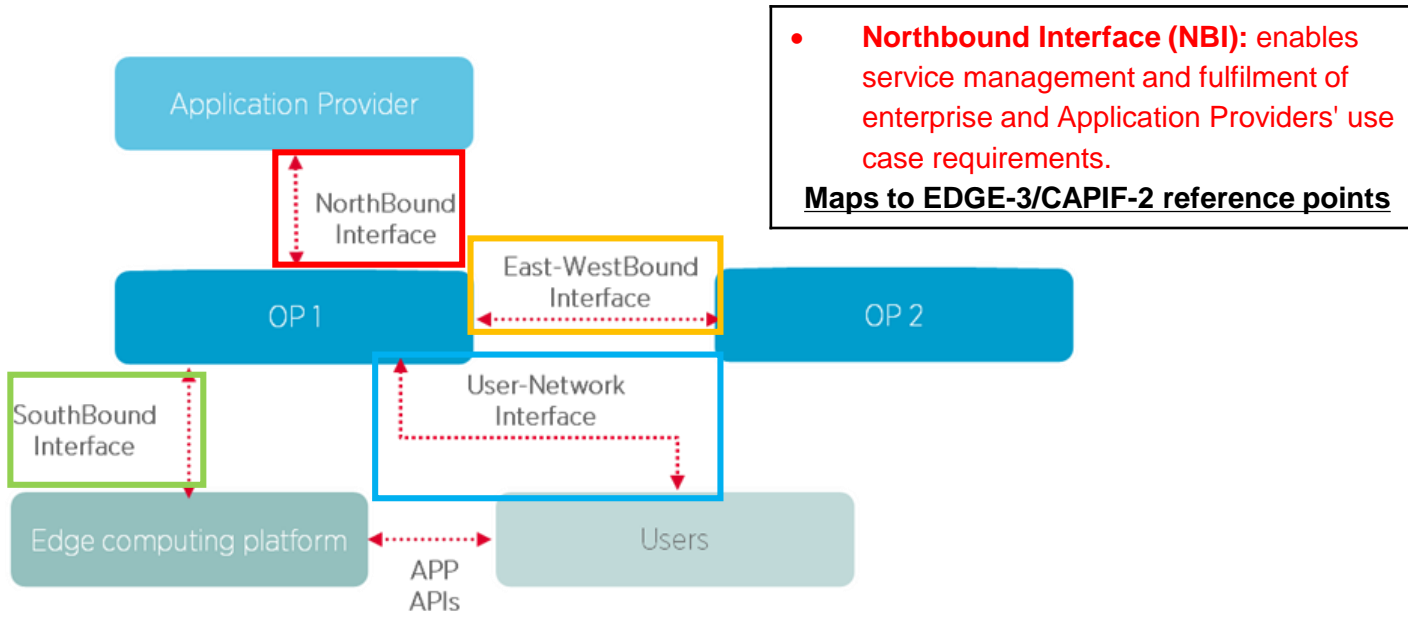 • Northbound Interface (NBI): enables
service management and fulfilment of
enterprise and Application Providers' use
case requirements.
Maps to EDGE-3/CAPIF-2 reference points
Application Provider
NorthBound
Interface
East-WestBound
Interface
OP 1
OP 2
User-Network
Interface
SouthBound
Interface
Edge computing platform
Users
APP
APIs